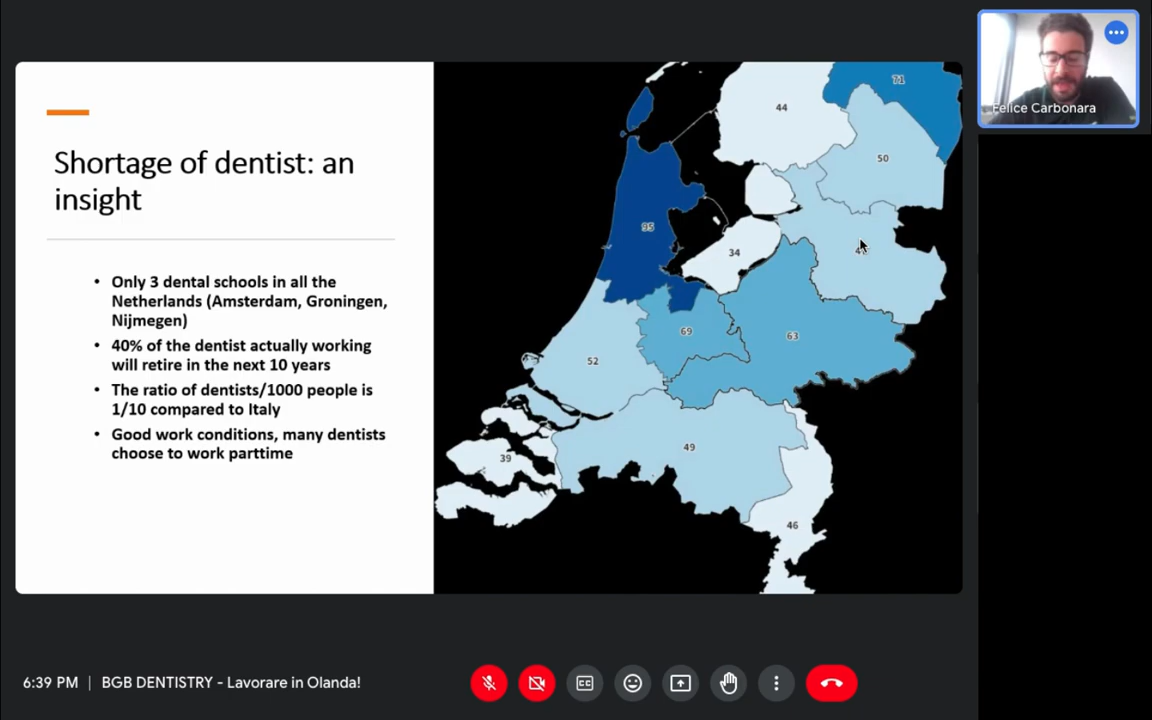 Shortage of dentist: an
insight
• Only 3 dental schools in all the
Netherlands (Amsterdam, Groningen,
Nijmegen)
• 40% of the dentist actually working
will retire in the next 10 years
• The ratio of dentists/1000 people is
1/10 compared to Italy
• Good work conditions, many dentists
choose to work parttime
71
44
50
95
34
69
63
52
49
39
46
Felice Carbonara
6:39 PM | BGB DENTISTRY - Lavorare in Olanda!